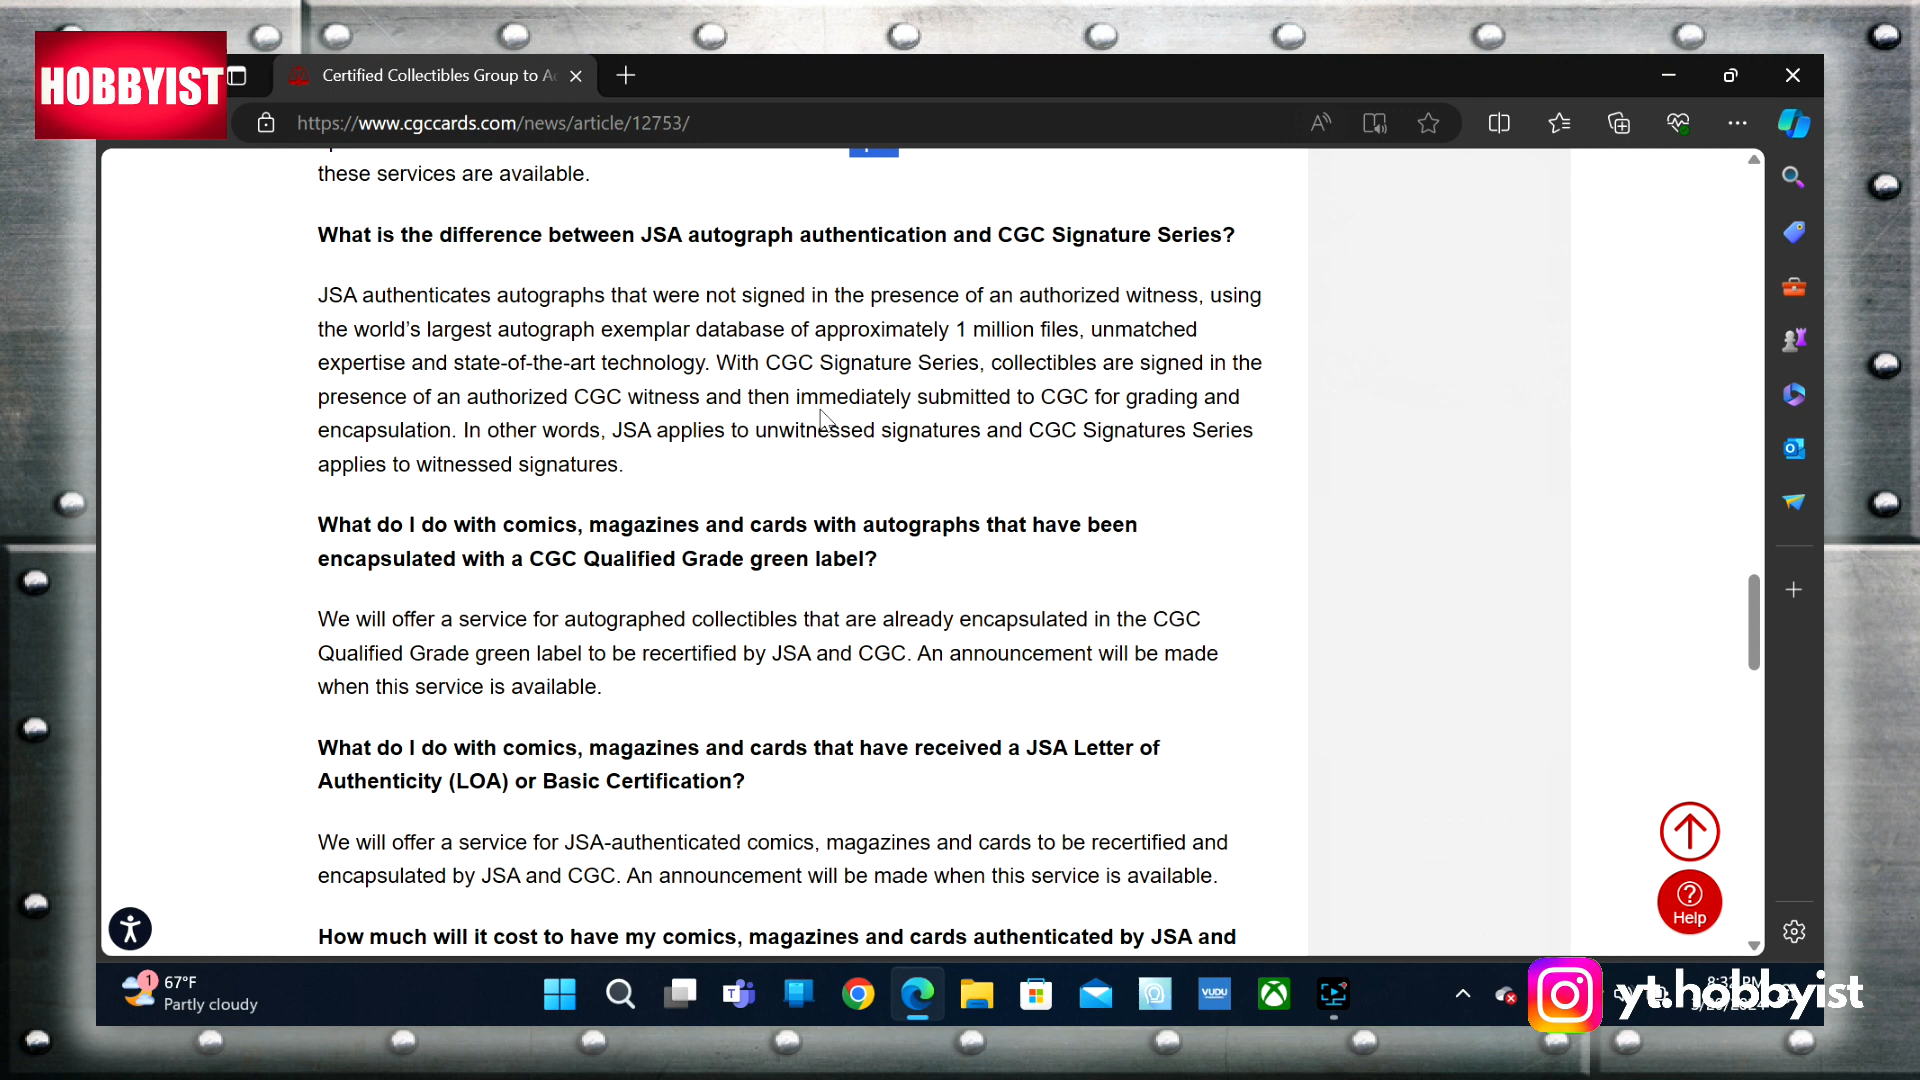 HOBBYIST
Certified Collectibles Group to Ac
https://www.cgccards.com/news/article/12753/
these services are available.
What is the difference between JSA autograph authentication and CGC Signature Series?
JSA authenticates autographs that were not signed in the presence of an authorized witness, using
the world's largest autograph exemplar database of approximately 1 million files, unmatched
expertise and state-of-the-art technology. With CGC Signature Series, collectibles are signed in the
presence of an authorized CGC witness and then immediately submitted to CGC for grading and
encapsulation. In other words, JSA applies to unwitnessed signatures and CGC Signatures Series
applies to witnessed signatures.
What do I do with comics, magazines and cards with autographs that have been
encapsulated with a CGC Qualified Grade green label?
We will offer a service for autographed collectibles that are already encapsulated in the CGC
Qualified Grade green label to be recertified by JSA and CGC. An announcement will be made
when this service is available.
What do I do with comics, magazines and cards that have received a JSA Letter of
Authenticity (LOA) or Basic Certification?
We will offer a service for JSA-authenticated comics, magazines and cards to be recertified and
encapsulated by JSA and CGC. An announcement will be made when this service is available.
How much will it cost to have my comics, magazines and cards authenticated by JSA and
Help
1
67°F
Partly cloudy
VUDU
yt.hobbyist